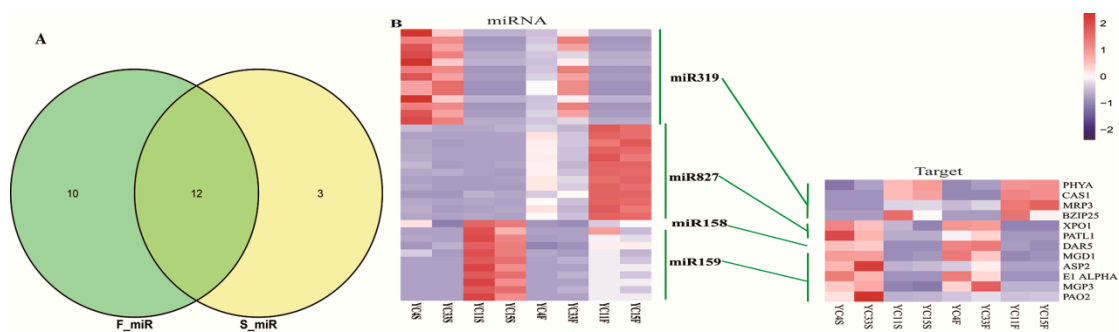 A
10
12
3
F_miR
S_miR
B
miRNA
miR319
miR827
miR158
miR159
YC4S
YC33S
YC11S
YC15S
YC4F
YC33F
YC11F
YC15F
Target
PHYA
CAS1
MRP3
BZIP25
XPO1
PATL1
DAR5
MGD1
ASP2
E1 ALPHA
MGP3
PAO2
YC4S
YC33S
YC11S
YC15S
YC4F
YC33F
YC11F
YC15F
2
1
0
-1
-2